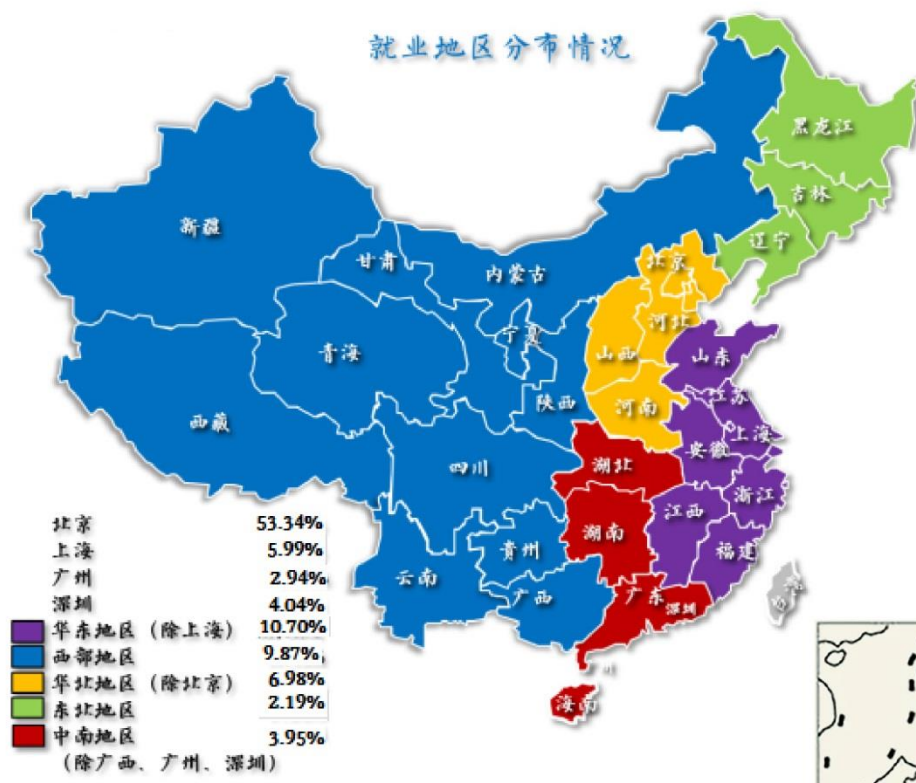 就业地区分布情况
黑龙江
吉林
辽宁
新疆
甘肃
内蒙古
北京
河北
宁夏
山西
山东
青海
陕西
河南
江苏
西藏
安徽
上海
四川
湖北
浙江
江西
湖南
福建
贵州
云南
广西
广东
深圳
广州
海南
北京 53.34%
上海 5.99%
广州 2.94%
深圳 4.04%
华东地区（除上海） 10.70%
西部地区 9.87%
华北地区（除北京） 6.98%
东北地区 2.19%
中南地区 3.95%
（除广西、广州、深圳）